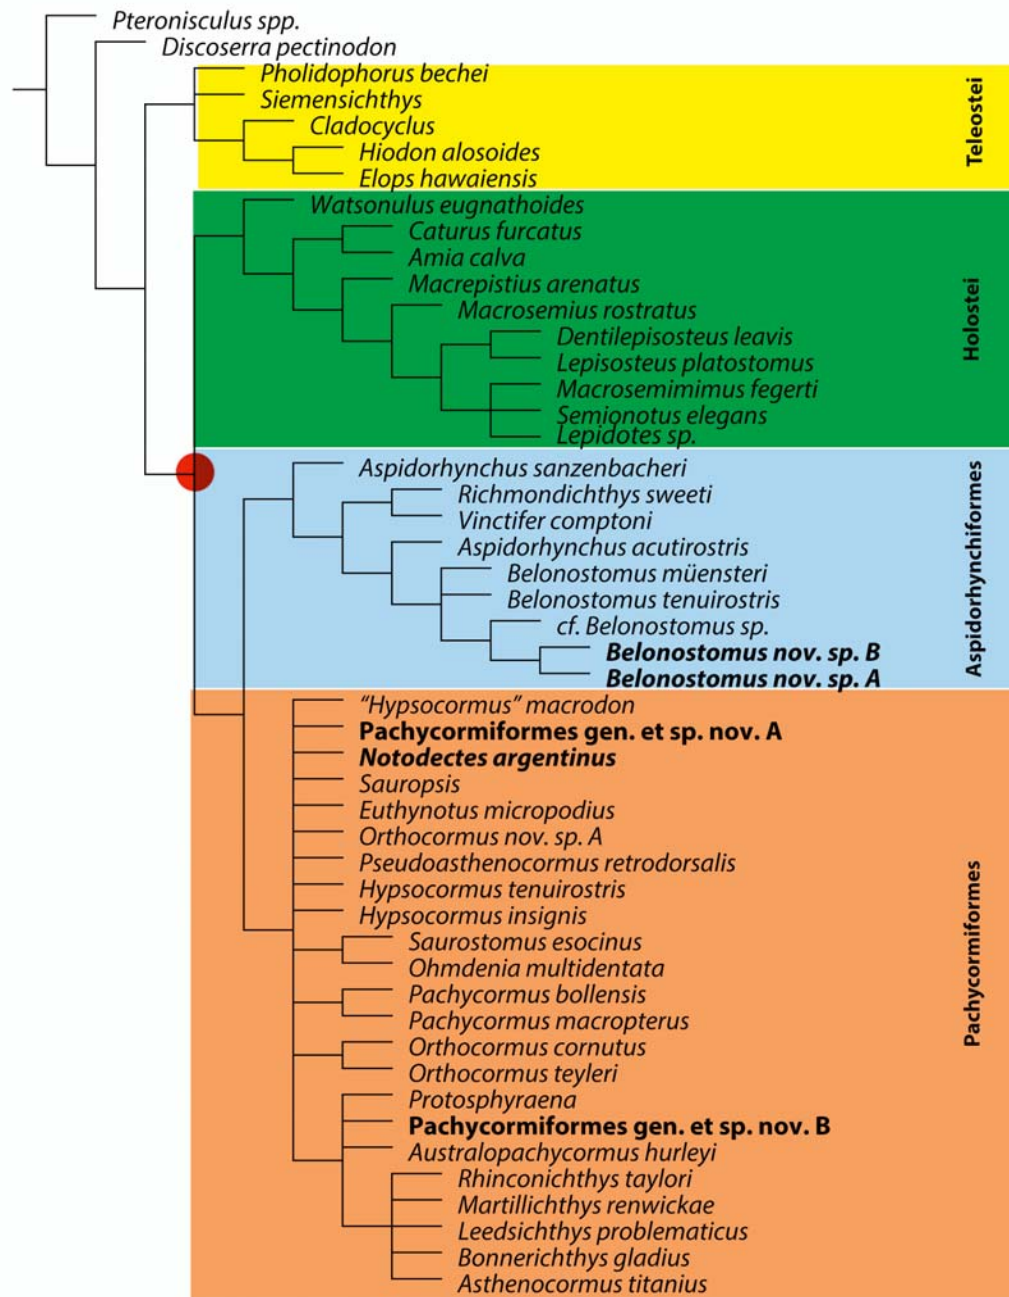 Pteronisculus spp.
Discoserra pectinodon
Pholidophorus bechei
Siemensichthys
Cladocyclus
Hiodon alosoides
Elops hawaiensis
Teleostei
Watsonulus eugnathoides
Caturus furcatus
Amia calva
Macrepistius arenatus
Macrosemius rostratus
Dentilepisosteus leavis
Lepisosteus platostomus
Macrosemimimus fegerti
Semionotus elegans
Lepidotes sp.
Holostei
Aspidorhynchus sanzenbacheri
Richmondichthys sweeti
Vinctifer comptoni
Aspidorhynchus acutirostris
Belonostomus müensteri
Belonostomus tenuirostris
cf. Belonostomus sp.
Belonostomus nov. sp. B
Belonostomus nov. sp. A
Aspidorhynchiformes
“Hypsocormus” macrodon
Pachycormiformes gen. et sp. nov. A
Notodectes argentinus
Sauropsis
Euthynotus micropodius
Orthocormus nov. sp. A
Pseudoasthenocormus retrodorsalis
Hypsocormus tenuirostris
Hypsocormus insignis
Saurostomus esocinus
Ohmdenia multidentata
Pachycormus bollensis
Pachycormus macropterus
Orthocormus cornutus
Orthocormus teyleri
Protosphyraena
Pachycormiformes gen. et sp. nov. B
Australopachycormus hurleyi
Rhinconichthys taylori
Martillichthys renwickae
Leedsichthys problematicus
Bonnerichthys gladius
Asthenocormus titanius
Pachycormiformes